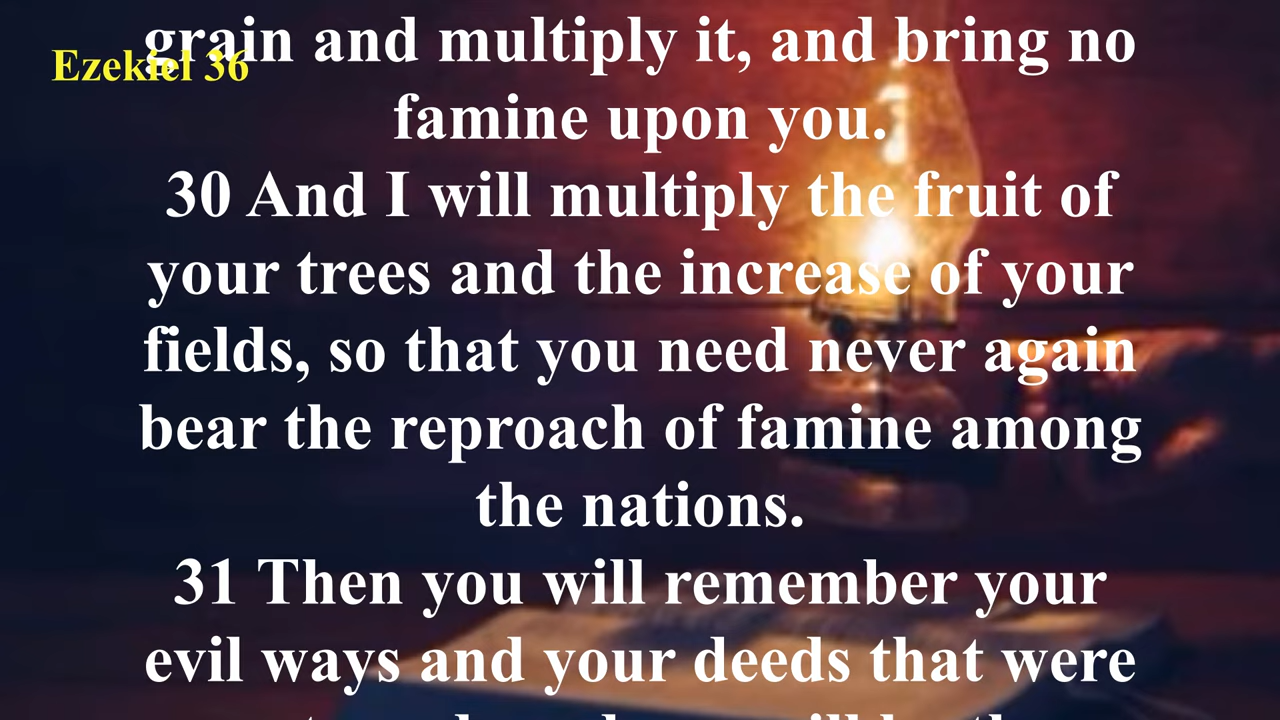 Ezekiel 36
grain and multiply it, and bring no
famine upon you.
30 And I will multiply the fruit of
your trees and the increase of your
fields, so that you need never again
bear the reproach of famine among
the nations.
31 Then you will remember your
evil ways and your deeds that were